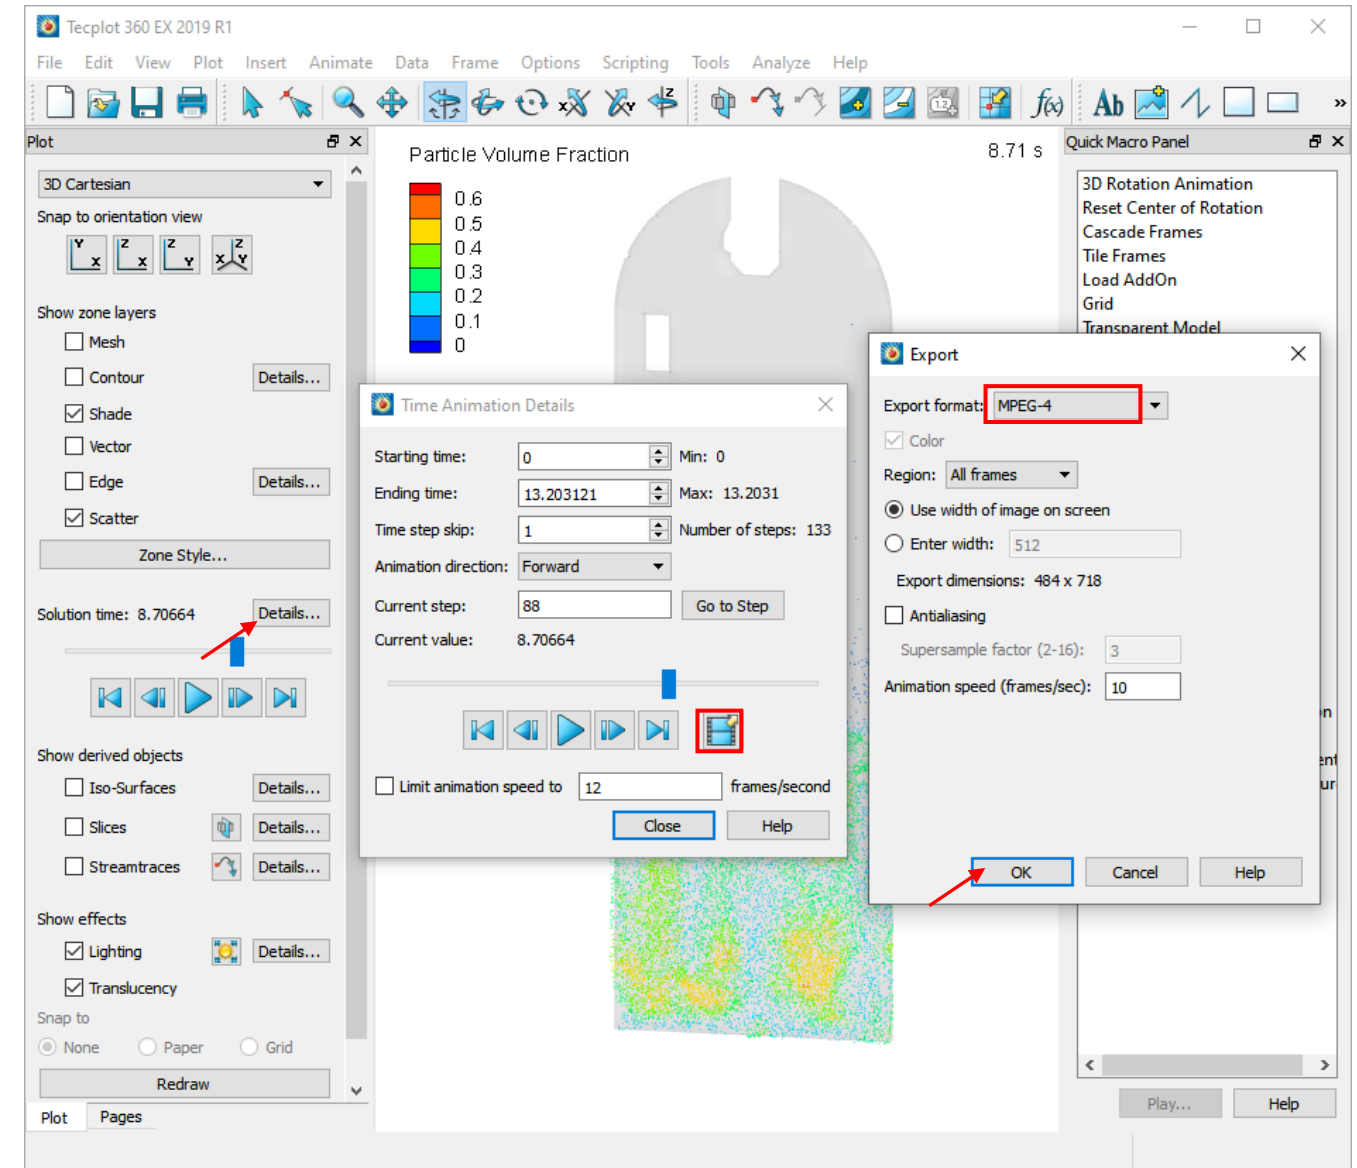 Tecplot 360 EX 2019 R1
File Edit View Plot Insert Animate Data Frame Options Scripting Tools Analyze Help
f(x) Ab »
Plot
3D Cartesian
Snap to orientation view
Y X Z X Z Y Z X Y
Show zone layers
Mesh
Contour Details...
Shade
Vector
Edge Details...
Scatter
Zone Style...
Solution time: 8.70664 Details...
Show derived objects
Iso-Surfaces Details...
Slices Details...
Streamtraces Details...
Show effects
Lighting Details...
Translucency
Snap to
None Paper Grid
Redraw
Plot Pages
Particle Volume Fraction
8.71 s
0.6
0.5
0.4
0.3
0.2
0.1
0
Time Animation Details
Starting time: 0 Min: 0
Ending time: 13.203121 Max: 13.2031
Time step skip: 1 Number of steps: 133
Animation direction: Forward
Current step: 88 Go to Step
Current value: 8.70664
Limit animation speed to 12 frames/second
Close Help
Quick Macro Panel
3D Rotation Animation
Reset Center of Rotation
Cascade Frames
Tile Frames
Load AddOn
Grid
Transparent Model
Export
Export format: MPEG-4
Color
Region: All frames
Use width of image on screen
Enter width: 512
Export dimensions: 484 x 718
Antialiasing
Supersample factor (2-16): 3
Animation speed (frames/sec): 10
OK Cancel Help
Play... Help